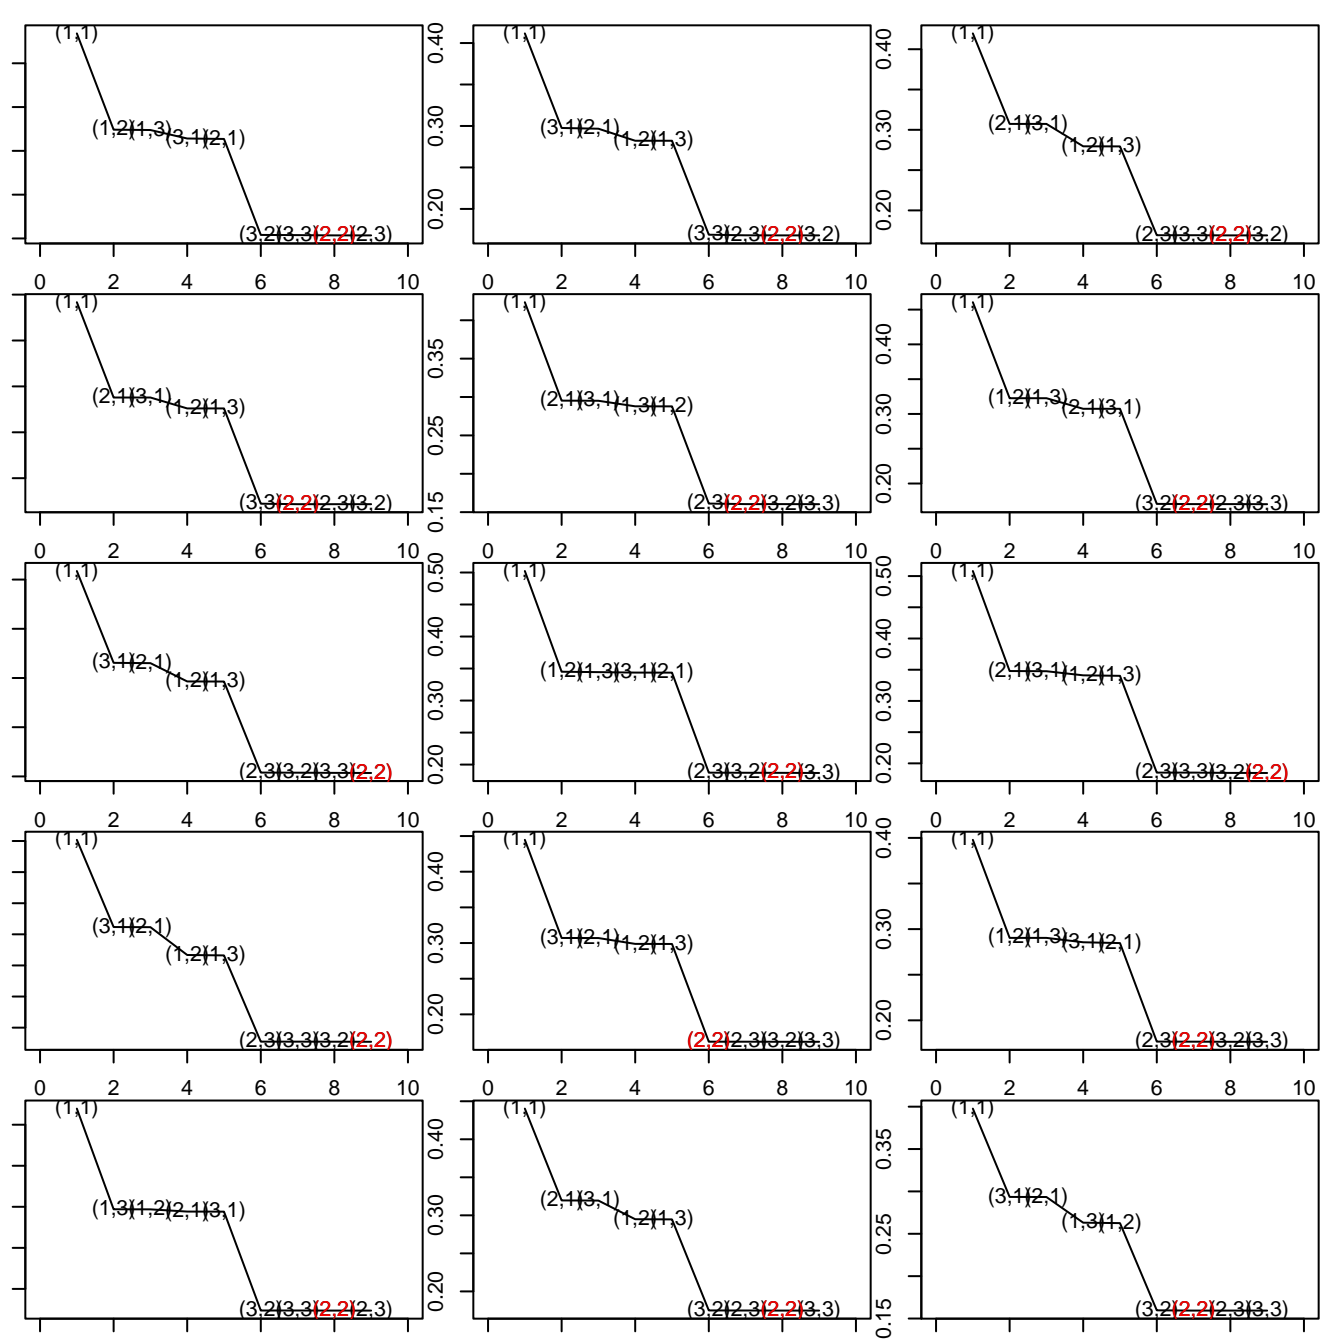 (1,1) 0.40 (1,1) 0.40 (1,1)
(1,2)(1,3)(3,1)(2,1) 0.30 (3,1)(2,1)(1,2)(1,3) 0.30 (2,1)(3,1)(1,2)(1,3)
0.20 0.20
(3,2)(3,3)(2,2)(2,3) (3,3)(2,3)(2,2)(3,2) (2,3)(3,3)(2,2)(3,2)
0 2 4 6 8 10 0 2 4 6 8 10 0 2 4 6 8 10
(1,1) (1,1) (1,1)
0.35 0.40
(2,1)(3,1)(1,2)(1,3) (2,1)(3,1)(1,3)(1,2) 0.30 (1,2)(1,3)(2,1)(3,1)
0.25 0.20
(3,3)(2,2)(2,3)(3,2) 0.15 (2,3)(2,2)(3,2)(3,3) (3,2)(2,2)(2,3)(3,3)
0 2 4 6 8 10 0 2 4 6 8 10 0 2 4 6 8 10
(1,1) 0.50 (1,1) 0.50 (1,1)
0.40 0.40
(3,1)(2,1)(1,2)(1,3) 0.30 (1,2)(1,3)(3,1)(2,1) 0.30 (2,1)(3,1)(1,2)(1,3)
(2,3)(3,2)(3,3)(2,2) 0.20 (2,3)(3,2)(2,2)(3,3) 0.20 (2,3)(3,3)(3,2)(2,2)
0 2 4 6 8 10 0 2 4 6 8 10 0 2 4 6 8 10
(1,1) 0.40 (1,1) 0.40 (1,1)
(3,1)(2,1)(1,2)(1,3) 0.30 (3,1)(2,1)(1,2)(1,3) 0.30 (1,2)(1,3)(3,1)(2,1)
0.20 0.20
(2,3)(3,3)(3,2)(2,2) (2,2)(2,3)(3,2)(3,3) (2,3)(2,2)(3,2)(3,3)
0 2 4 6 8 10 0 2 4 6 8 10 0 2 4 6 8 10
(1,1) 0.40 (1,1) 0.35 (1,1)
(1,3)(1,2)(2,1)(3,1) 0.30 (2,1)(3,1)(1,2)(1,3) 0.25 (3,1)(2,1)(1,3)(1,2)
(3,2)(3,3)(2,2)(2,3) 0.20 (3,2)(2,3)(2,2)(3,3) 0.15 (3,2)(2,2)(2,3)(3,3)